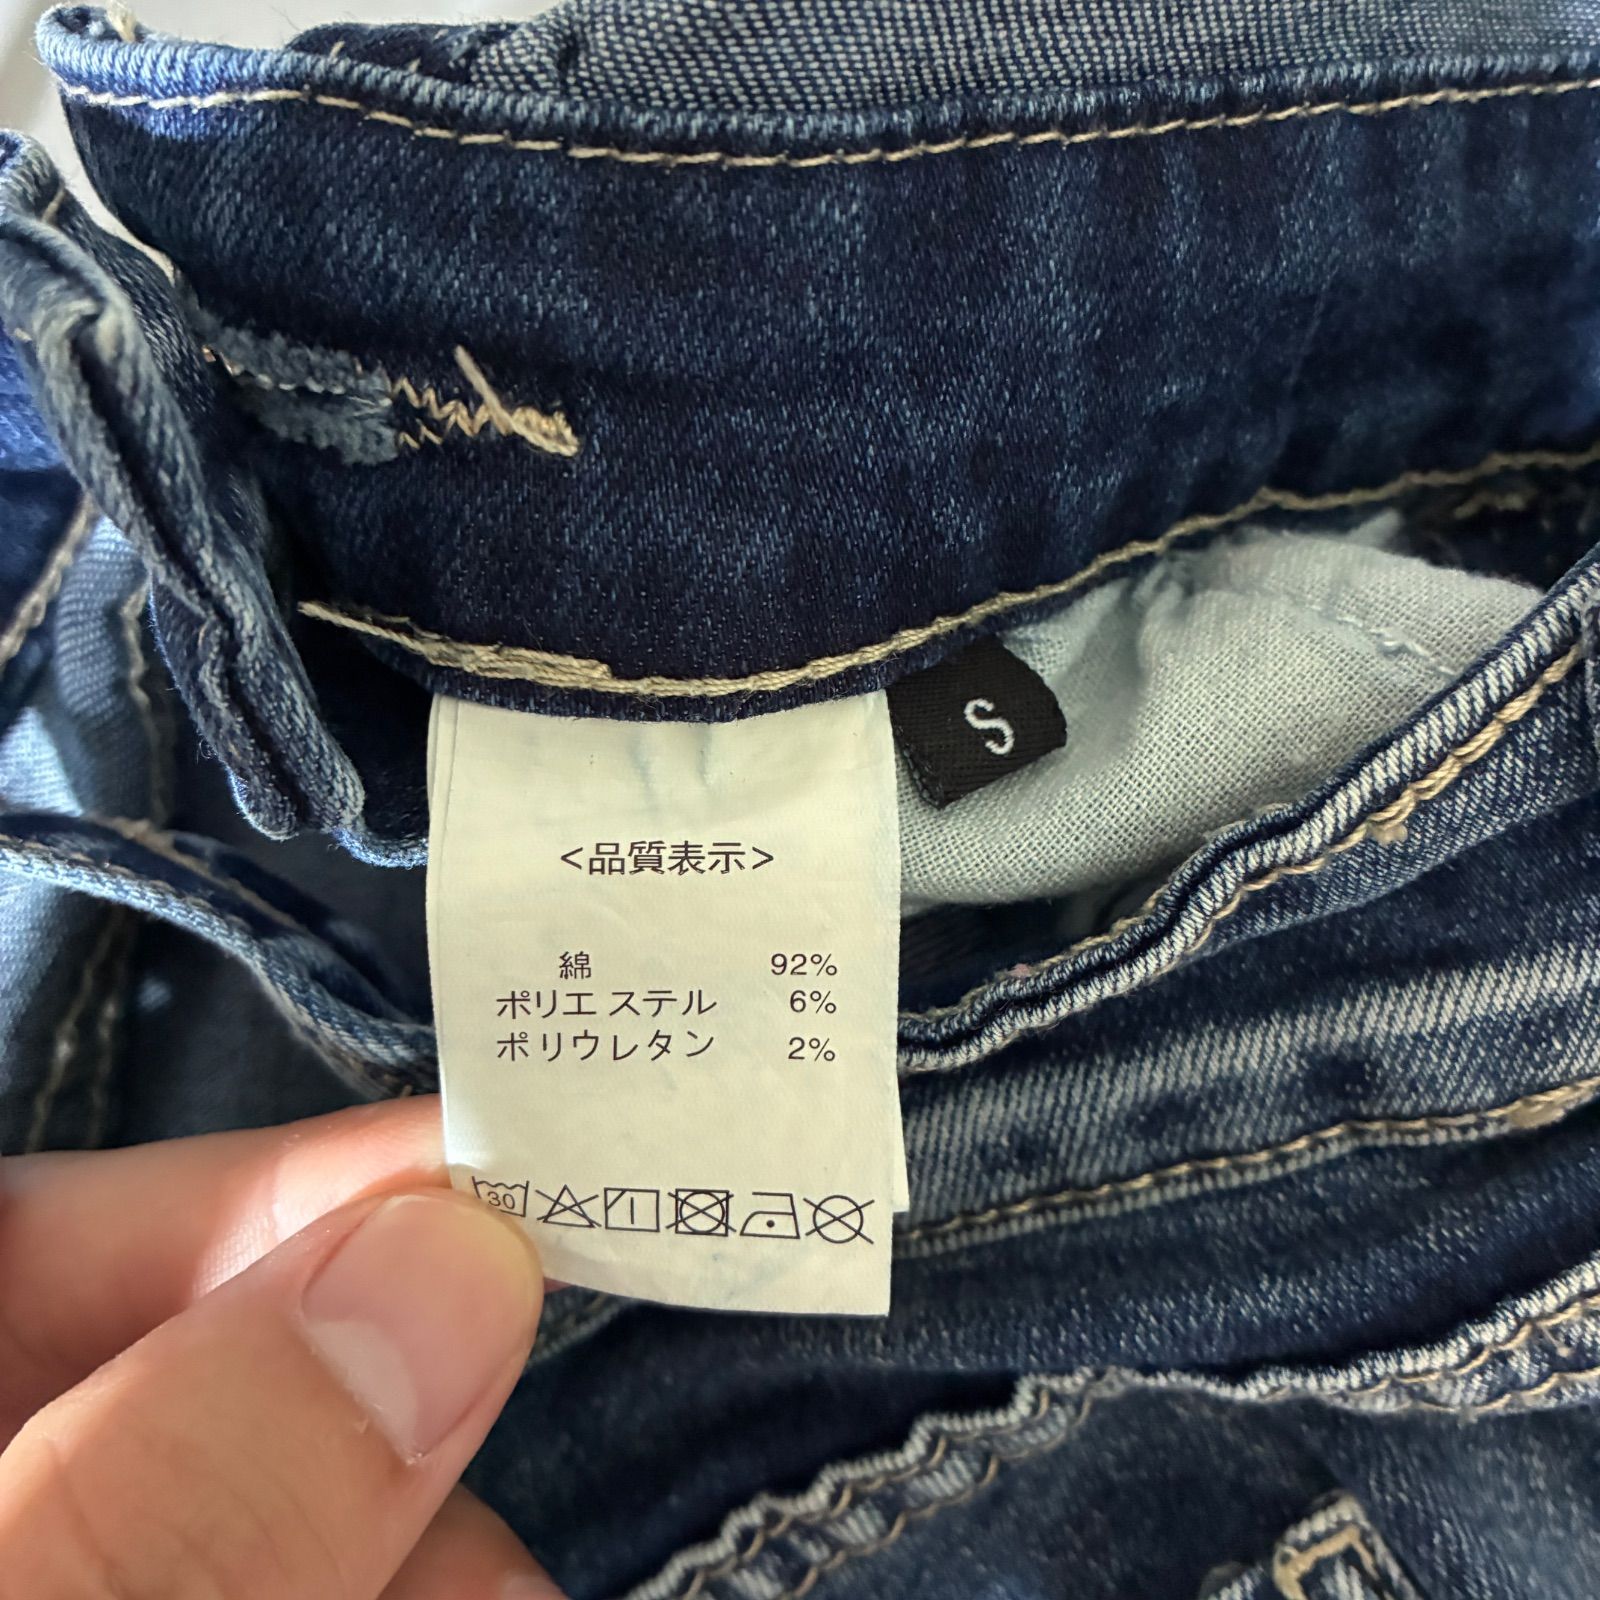 S
<品質表示>
綿 92%
ポリエステル 6%
ポリウレタン 2%
30